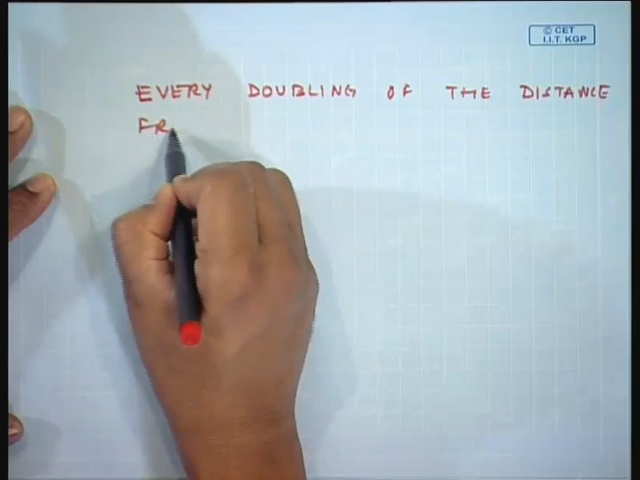 © CET
I.I.T. KGP
EVERY DOUBLING OF THE DISTANCE
FR